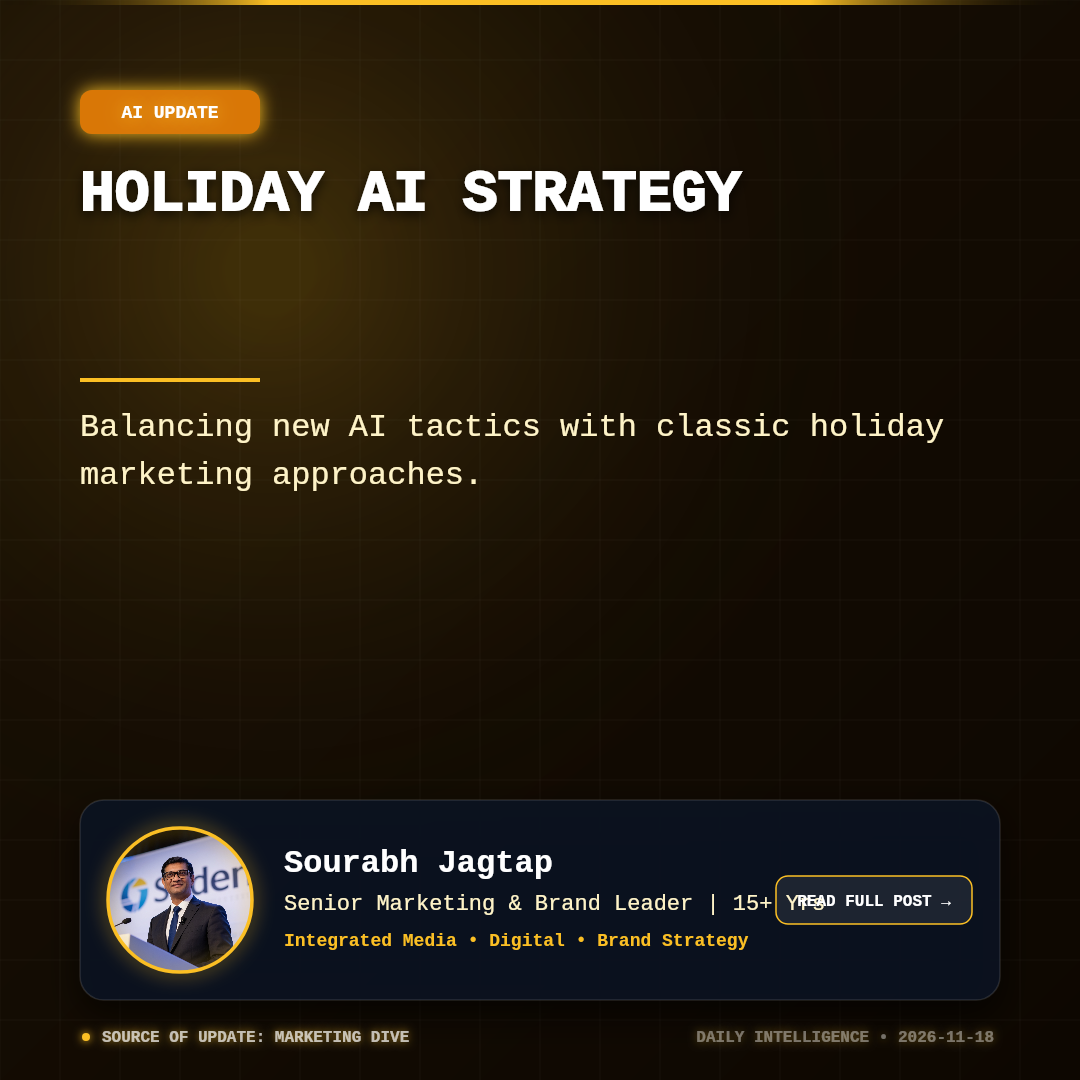 AI UPDATE
HOLIDAY AI STRATEGY
Balancing new AI tactics with classic holiday
marketing approaches.
Sourabh Jagtap
Senior Marketing & Brand Leader | 15+ Yrs
READ FULL POST →
Integrated Media • Digital • Brand Strategy
SOURCE OF UPDATE: MARKETING DIVE
DAILY INTELLIGENCE • 2026-11-18